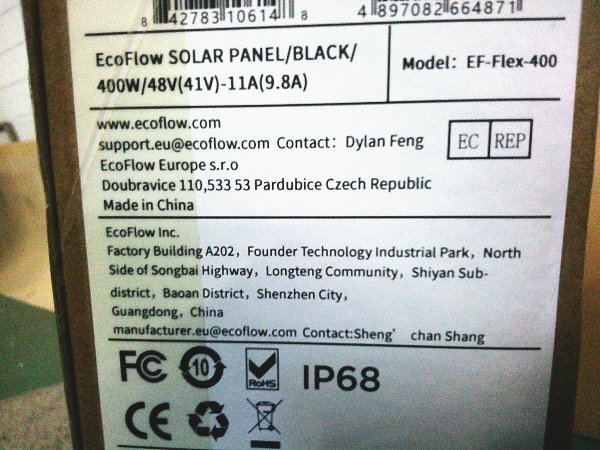 8 42783 10614 8 4 897082 664871
EcoFlow SOLAR PANEL/BLACK/
400W/48V(41V)-11A(9.8A)
Model: EF-Flex-400
www.ecoflow.com
support.eu@ecoflow.com Contact: Dylan Feng
EC REP
EcoFlow Europe s.r.o
Doubravice 110,533 53 Pardubice Czech Republic
Made in China
EcoFlow Inc.
Factory Building A202, Founder Technology Industrial Park, North
Side of Songbai Highway, Longteng Community, Shiyan Sub-
district, Baoan District, Shenzhen City,
Guangdong, China
manufacturer.eu@ecoflow.com Contact:Sheng' chan Shang
FC 10 RoHS IP68
CE